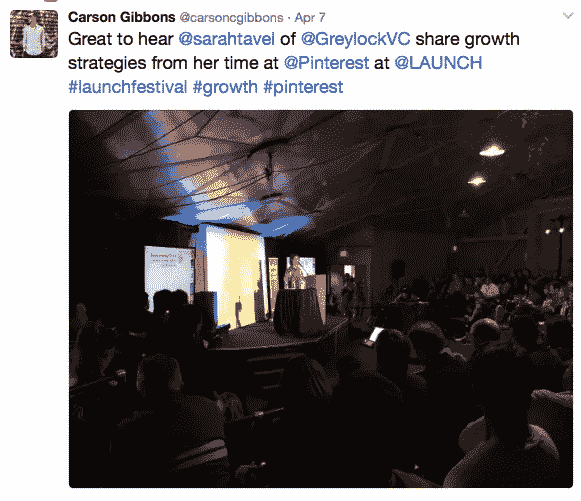 Carson Gibbons @carsoncgibbons · Apr 7
Great to hear @sarahtavel of @GreylockVC share growth
strategies from her time at @Pinterest at @LAUNCH
#launchfestival #growth #pinterest